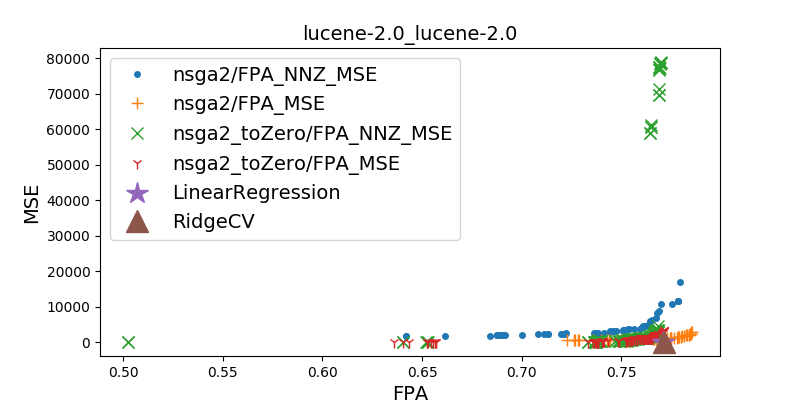 lucene-2.0_lucene-2.0
80000
70000
60000
50000
40000
30000
20000
10000
0
MSE
nsga2/FPA_NNZ_MSE
nsga2/FPA_MSE
nsga2_toZero/FPA_NNZ_MSE
nsga2_toZero/FPA_MSE
LinearRegression
RidgeCV
0.50 0.55 0.60 0.65 0.70 0.75
FPA